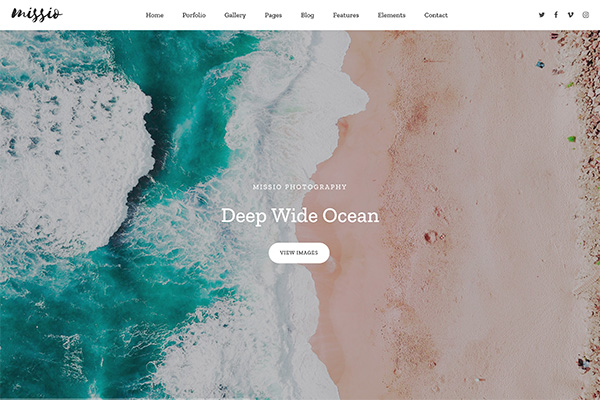 missio
Home Porfolio Gallery Pages Blog Features Elements Contact
MISSIO PHOTOGRAPHY
Deep Wide Ocean
VIEW IMAGES